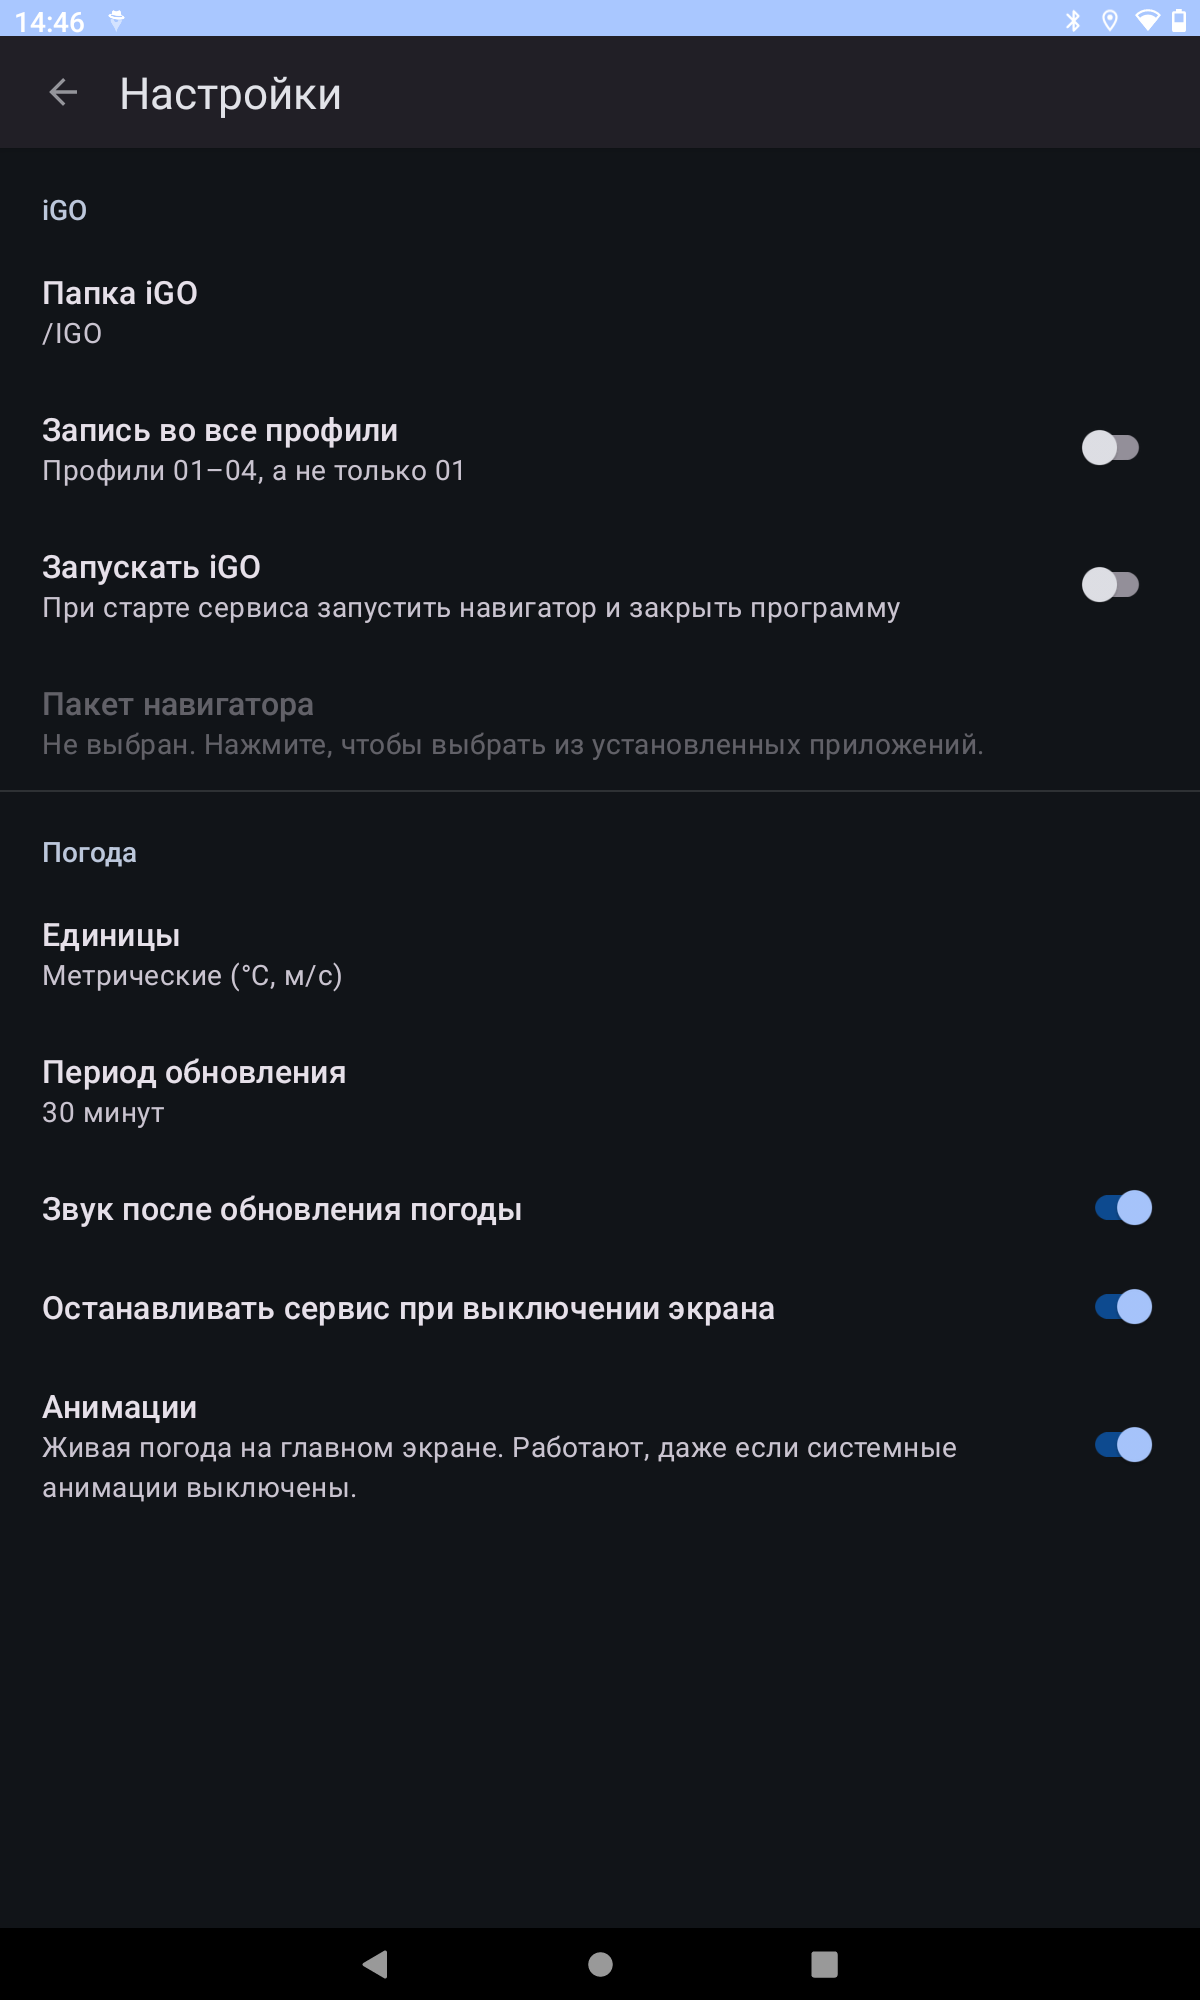 14:46
Настройки
iGO
Папка iGO
/IGO
Запись во все профили
Профили 01–04, а не только 01
Запускать iGO
При старте сервиса запустить навигатор и закрыть программу
Пакет навигатора
Не выбран. Нажмите, чтобы выбрать из установленных приложений.
Погода
Единицы
Метрические (°C, м/с)
Период обновления
30 минут
Звук после обновления погоды
Останавливать сервис при выключении экрана
Анимации
Живая погода на главном экране. Работают, даже если системные
анимации выключены.